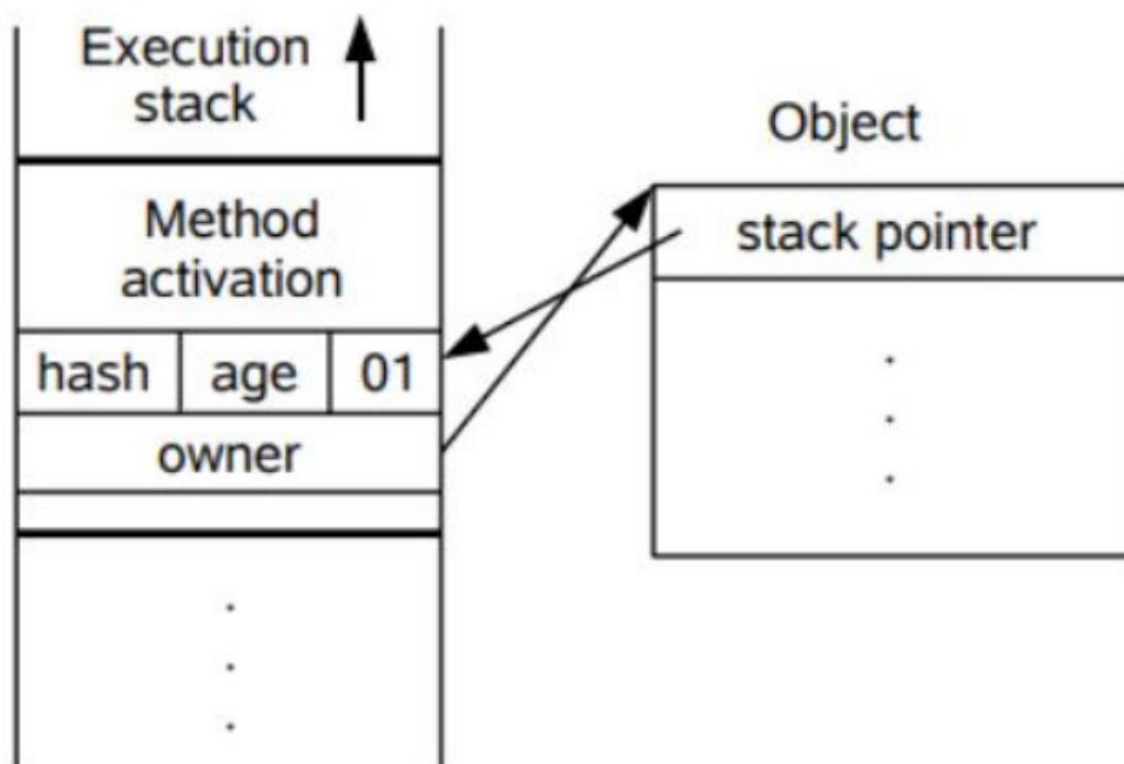 Execution
stack
Object
Method
activation
stack pointer
hash age 01
owner